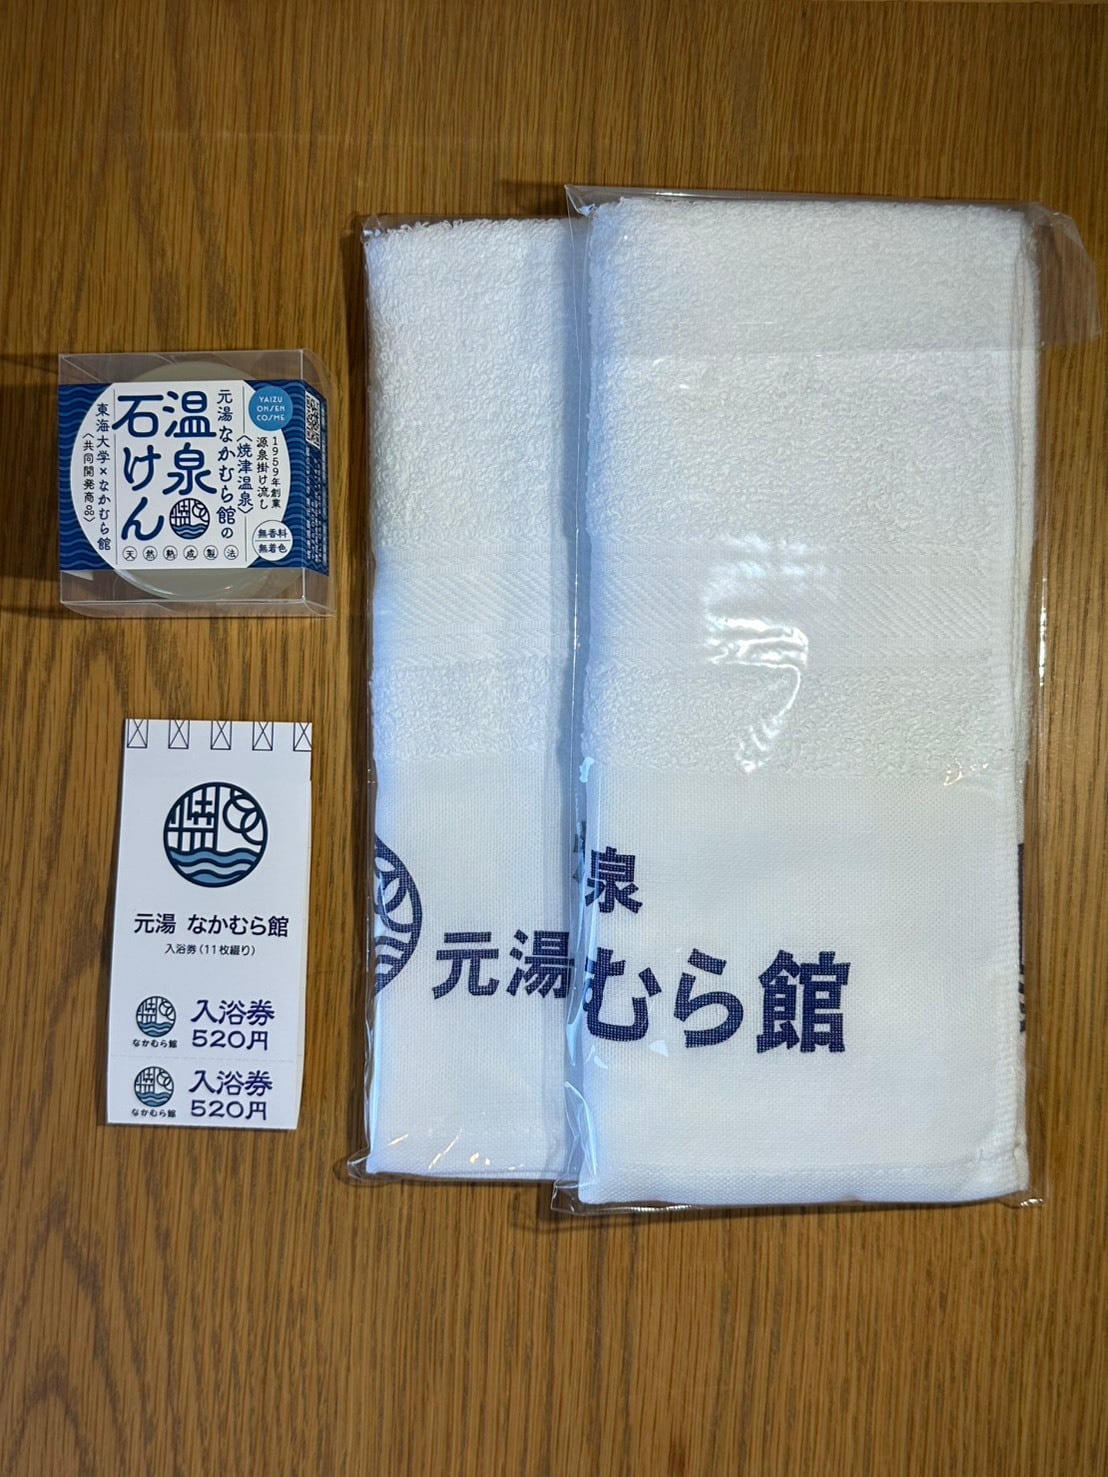 YAIZU
ONSEN
COSME
1959年創業
源泉掛け流し
〈焼津温泉〉
元湯なかむら館の
温泉
石けん
東海大学×なかむら館
〈共同開発商品〉
無香料
無着色
天然熟成製法
元湯 なかむら館
入浴券(11枚綴り)
入浴券
520円
なかむら館
入浴券
520円
なかむら館
元湯
泉
むら館